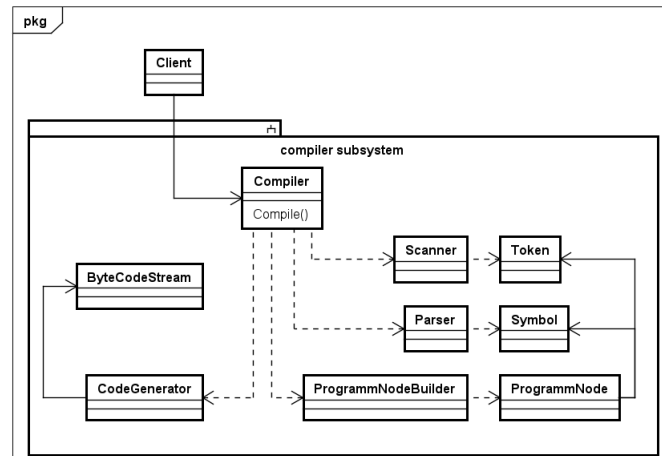 pkg
Client
compiler subsystem
Compiler
Compile()
Scanner
Token
ByteCodeStream
Parser
Symbol
CodeGenerator
ProgrammNodeBuilder
ProgrammNode